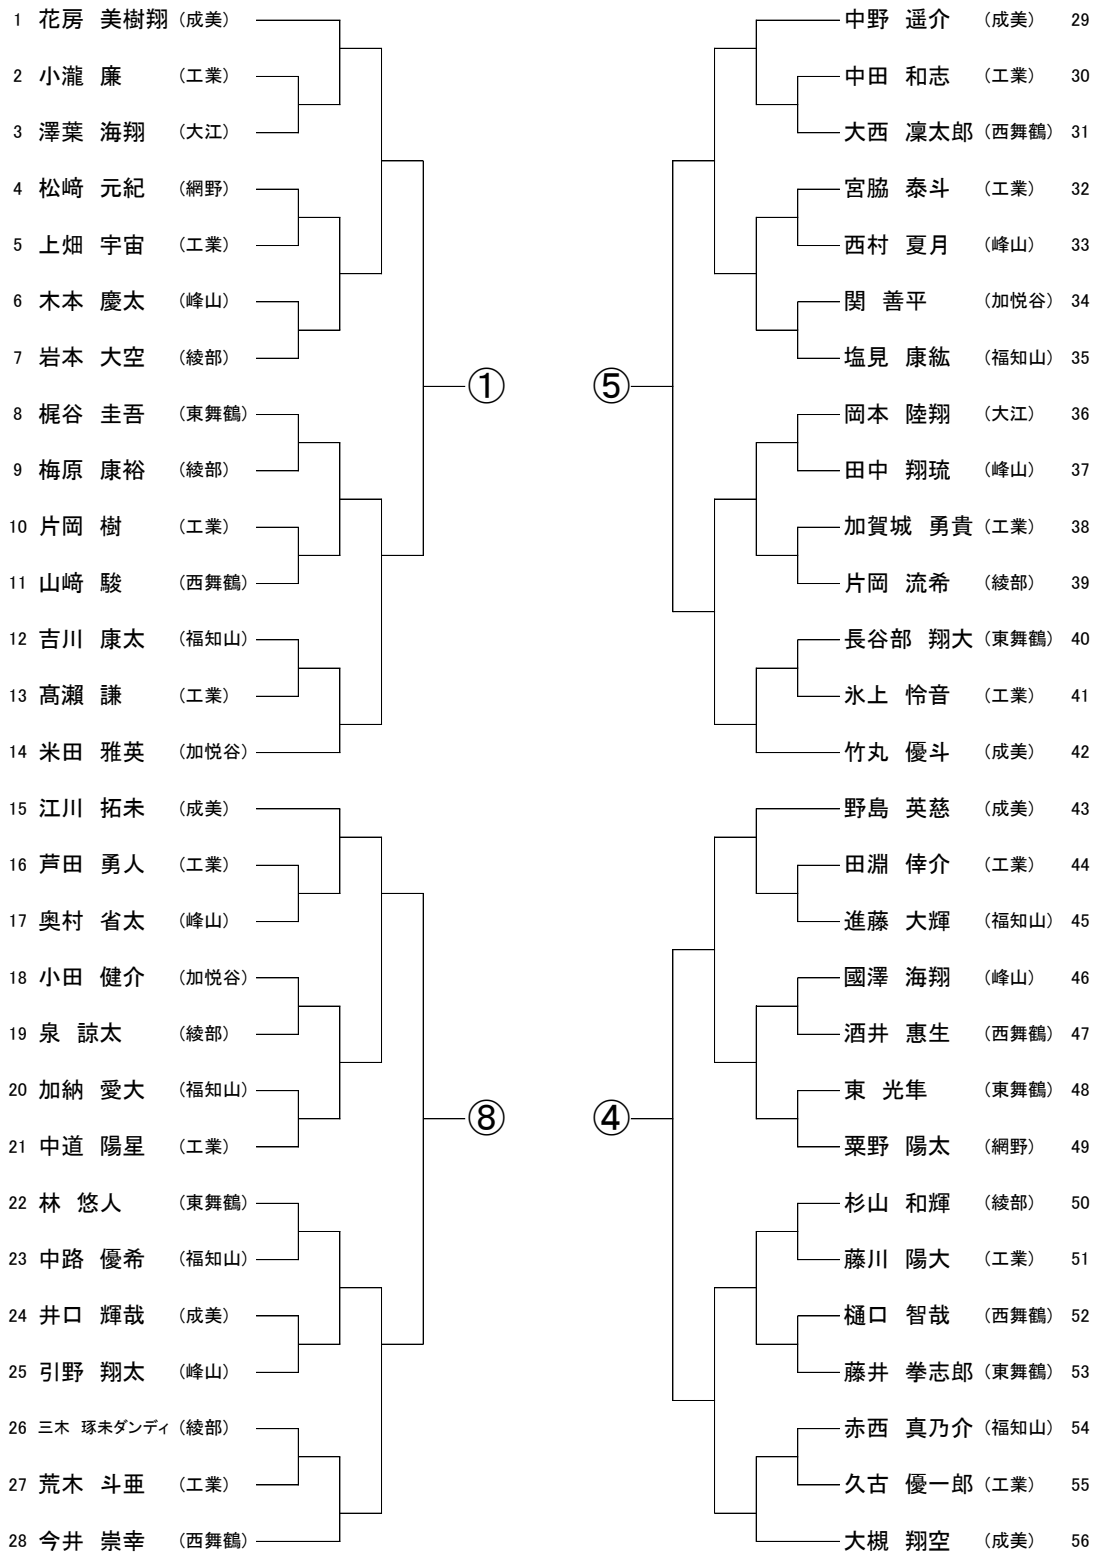 1 花房 美樹翔 (成美)
2 小瀧 廉 (工業)
3 澤葉 海翔 (大江)
4 松﨑 元紀 (網野)
5 上畑 宇宙 (工業)
6 木本 慶太 (峰山)
7 岩本 大空 (綾部)
①
8 梶谷 圭吾 (東舞鶴)
9 梅原 康裕 (綾部)
10 片岡 樹 (工業)
11 山﨑 駿 (西舞鶴)
12 吉川 康太 (福知山)
13 髙瀨 謙 (工業)
14 米田 雅英 (加悦谷)
15 江川 拓未 (成美)
16 芦田 勇人 (工業)
17 奥村 省太 (峰山)
18 小田 健介 (加悦谷)
19 泉 諒太 (綾部)
20 加納 愛大 (福知山)
21 中道 陽星 (工業)
⑧
22 林 悠人 (東舞鶴)
23 中路 優希 (福知山)
24 井口 輝哉 (成美)
25 引野 翔太 (峰山)
26 三木 琢未ダンディ (綾部)
27 荒木 斗亜 (工業)
28 今井 崇幸 (西舞鶴)
中野 遥介 (成美) 29
中田 和志 (工業) 30
大西 凜太郎 (西舞鶴) 31
宮脇 泰斗 (工業) 32
西村 夏月 (峰山) 33
関 善平 (加悦谷) 34
塩見 康紘 (福知山) 35
⑤
岡本 陸翔 (大江) 36
田中 翔琉 (峰山) 37
加賀城 勇貴 (工業) 38
片岡 流希 (綾部) 39
長谷部 翔大 (東舞鶴) 40
氷上 怜音 (工業) 41
竹丸 優斗 (成美) 42
野島 英慈 (成美) 43
田淵 倖介 (工業) 44
進藤 大輝 (福知山) 45
國澤 海翔 (峰山) 46
酒井 惠生 (西舞鶴) 47
東 光隼 (東舞鶴) 48
粟野 陽太 (網野) 49
④
杉山 和輝 (綾部) 50
藤川 陽大 (工業) 51
樋口 智哉 (西舞鶴) 52
藤井 拳志郎 (東舞鶴) 53
赤西 真乃介 (福知山) 54
久古 優一郎 (工業) 55
大槻 翔空 (成美) 56